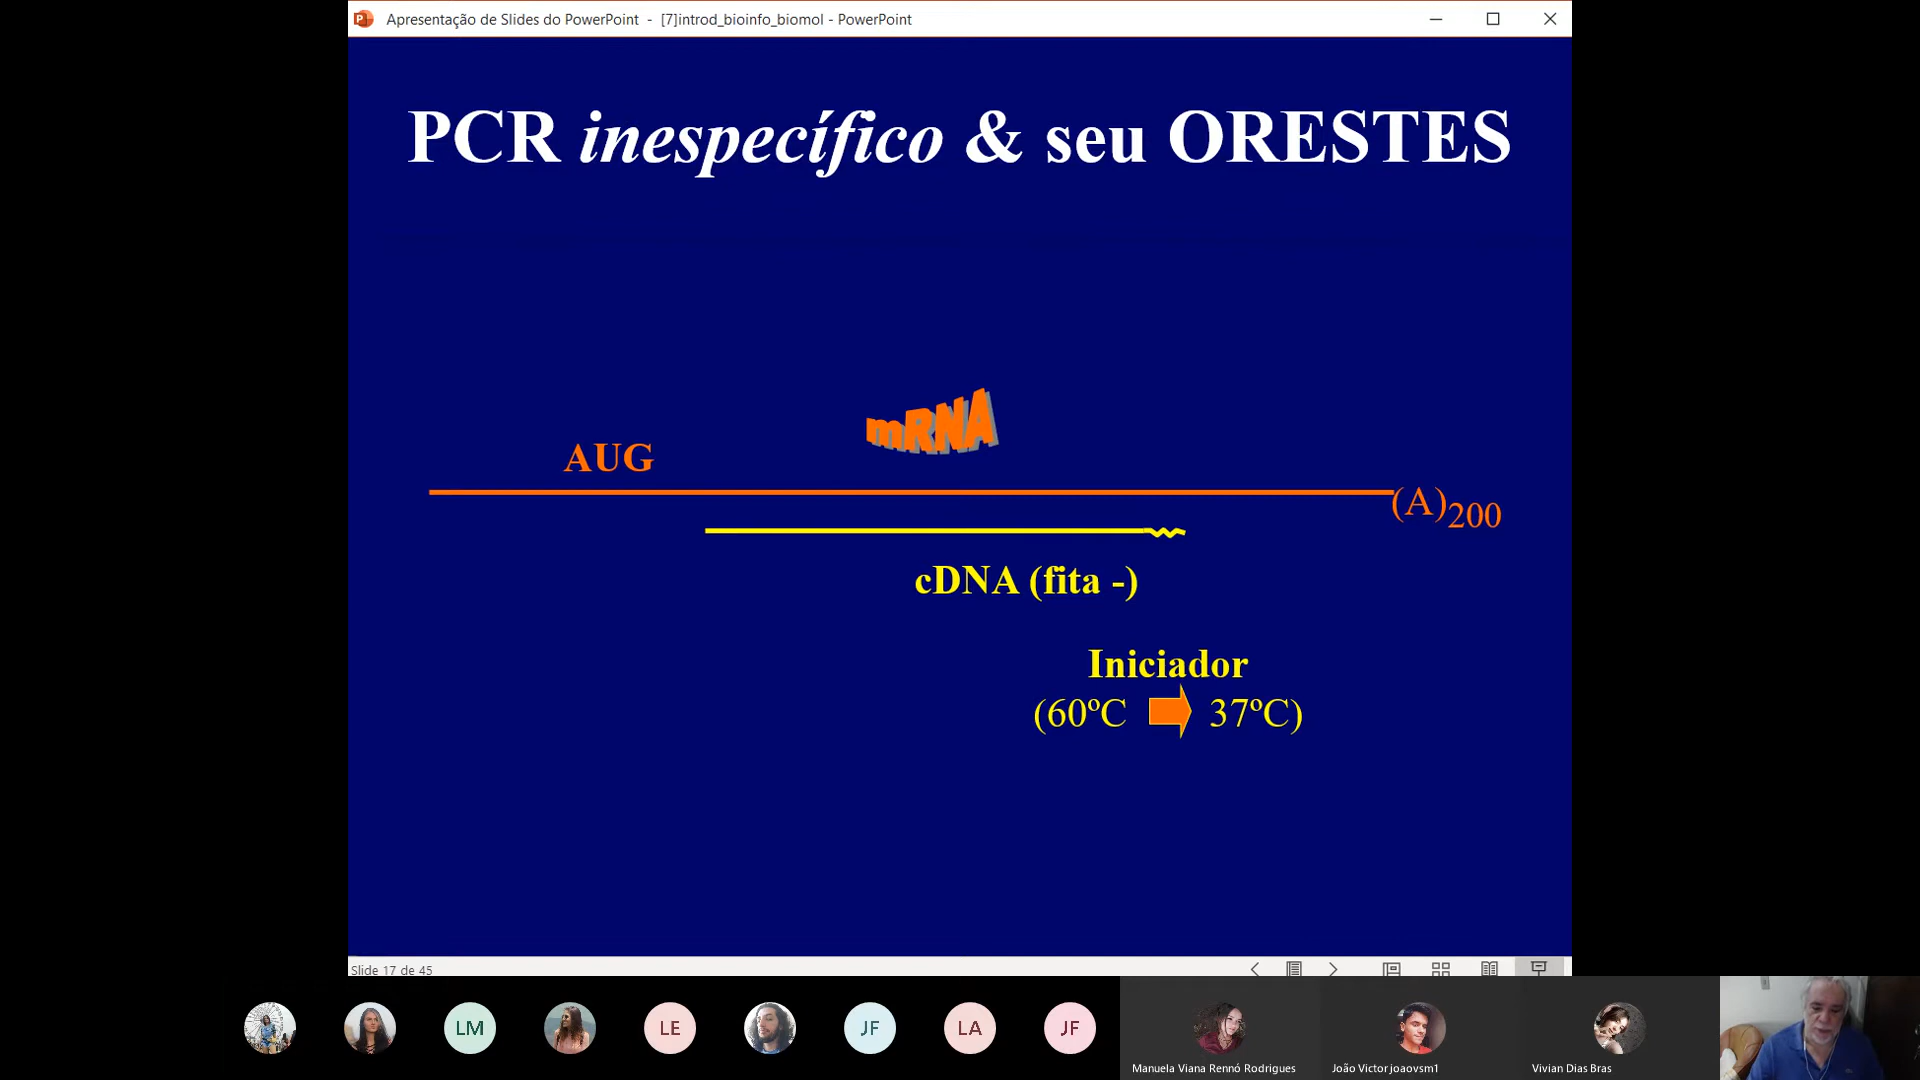 Apresentação de Slides do PowerPoint - [7]introd_bioinfo_biomol - PowerPoint
PCR inespecífico & seu ORESTES
mRNA
AUG
(A)200
cDNA (fita -)
Iniciador
(60ºC 37ºC)
Slide 17 de 45
LM
LE
JF
LA
JF
Manuela Viana Rennó Rodrigues
João Victor joaovsm1
Vivian Dias Bras